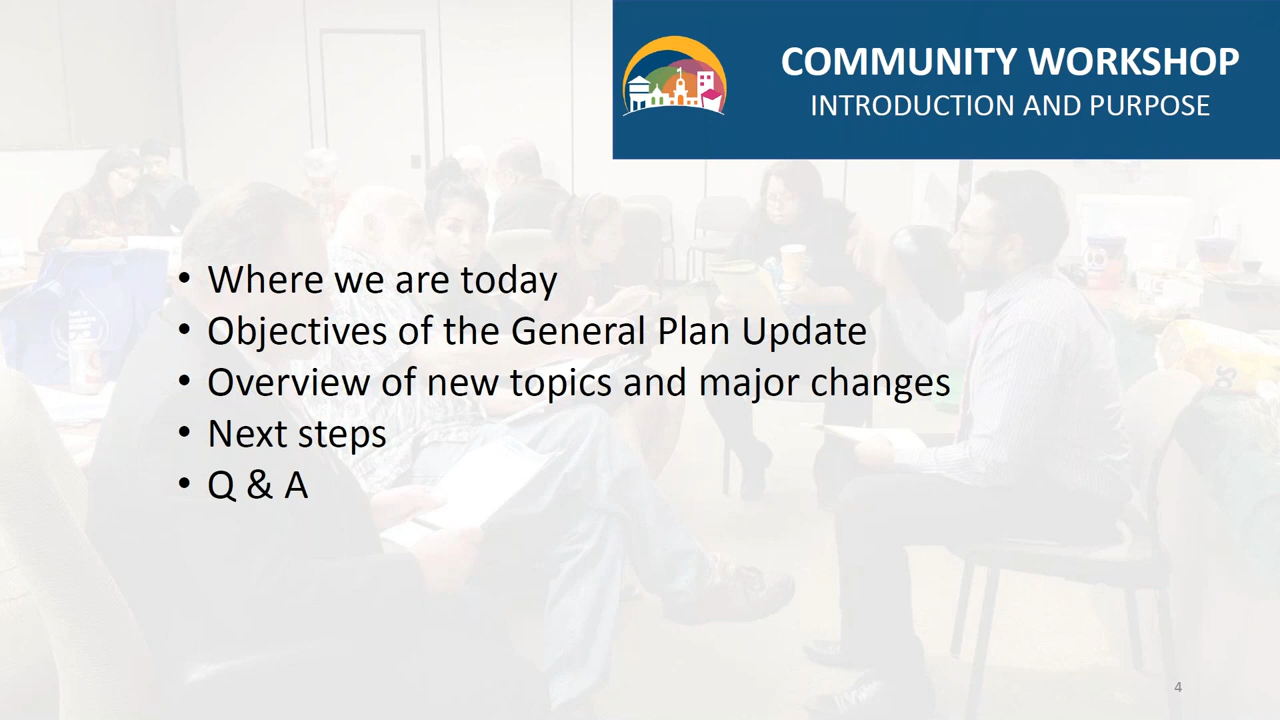 COMMUNITY WORKSHOP
INTRODUCTION AND PURPOSE
• Where we are today
• Objectives of the General Plan Update
• Overview of new topics and major changes
• Next steps
• Q & A
4